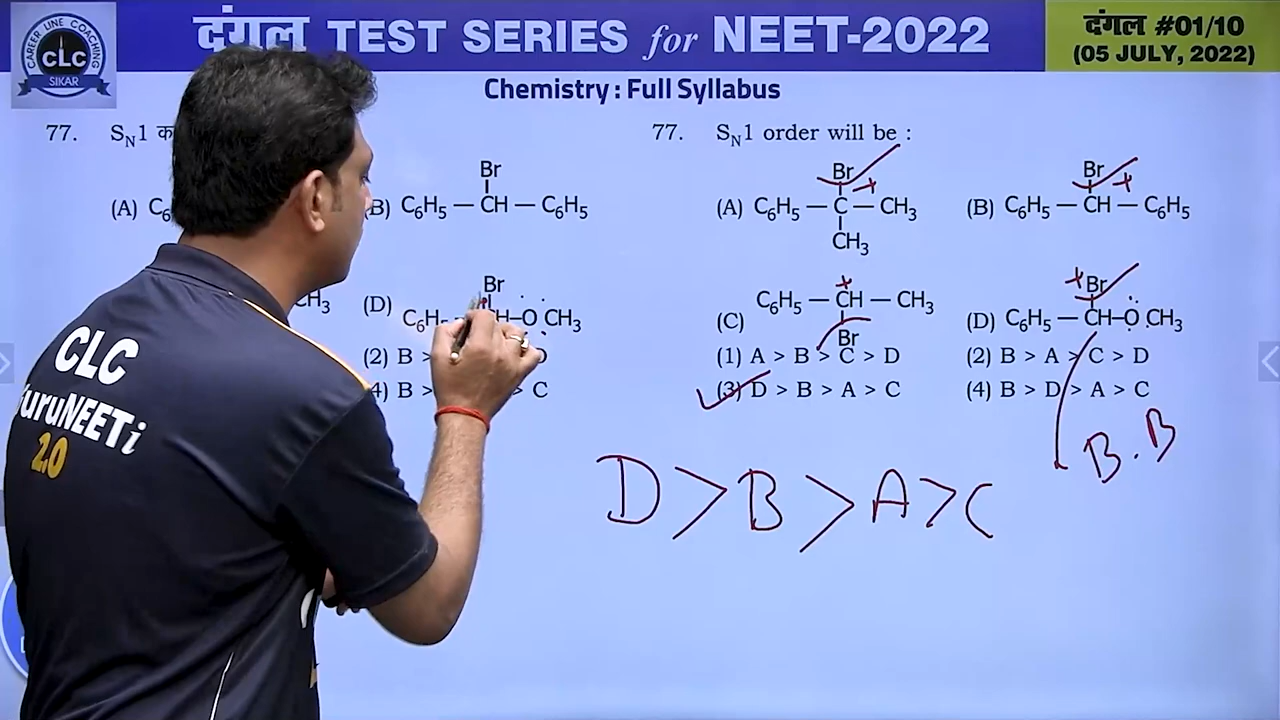 दंगल TEST SERIES for NEET-2022
दंगल #01/10
(05 JULY, 2022)
CAREER LINE COACHING
CLC
SIKAR
Chemistry : Full Syllabus
77. SN1 क
Br
B) C6H5 — CH — C6H5
(A) C6
Br
CH3
(D) C6H5 CH–O CH3
(2) B > D
4) B > > C
77. SN1 order will be :
Br
(A) C6H5 — C — CH3
CH3
Br
(B) C6H5 — CH — C6H5
+
+
C6H5 — CH — CH3
(C)
Br
+
Br
(D) C6H5 — CH–O CH3
+
(1) A > B > C > D
(2) B > A > C > D
(3) D > B > A > C
(4) B > D > A > C
B.B
D > B > A > C
CLC
uruNEETi
2.0